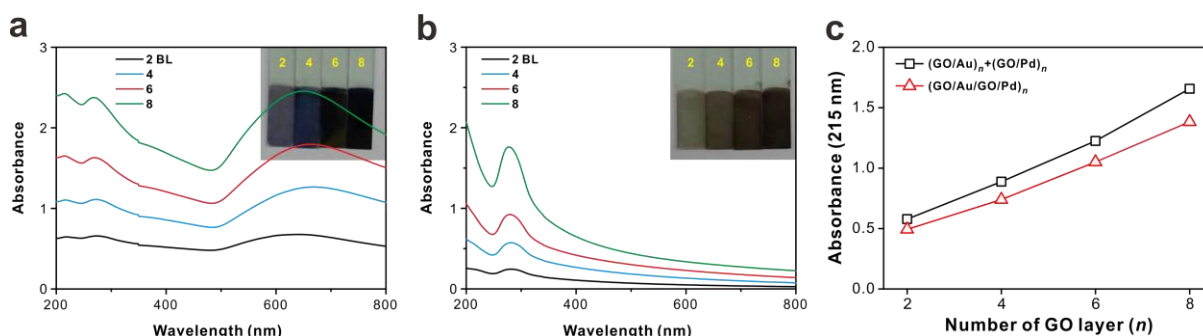 a
3
2
1
0
Absorbance
2 BL
4
6
8
2 4 6 8
200 400 600 800
Wavelength (nm)
b
3
2
1
0
Absorbance
2 BL
4
6
8
2 4 6 8
200 400 600 800
Wavelength (nm)
c
2.0
1.5
1.0
0.5
0.0
Absorbance (215 nm)
(GO/Au)n+(GO/Pd)n
(GO/Au/GO/Pd)n
2 4 6 8
Number of GO layer (n)